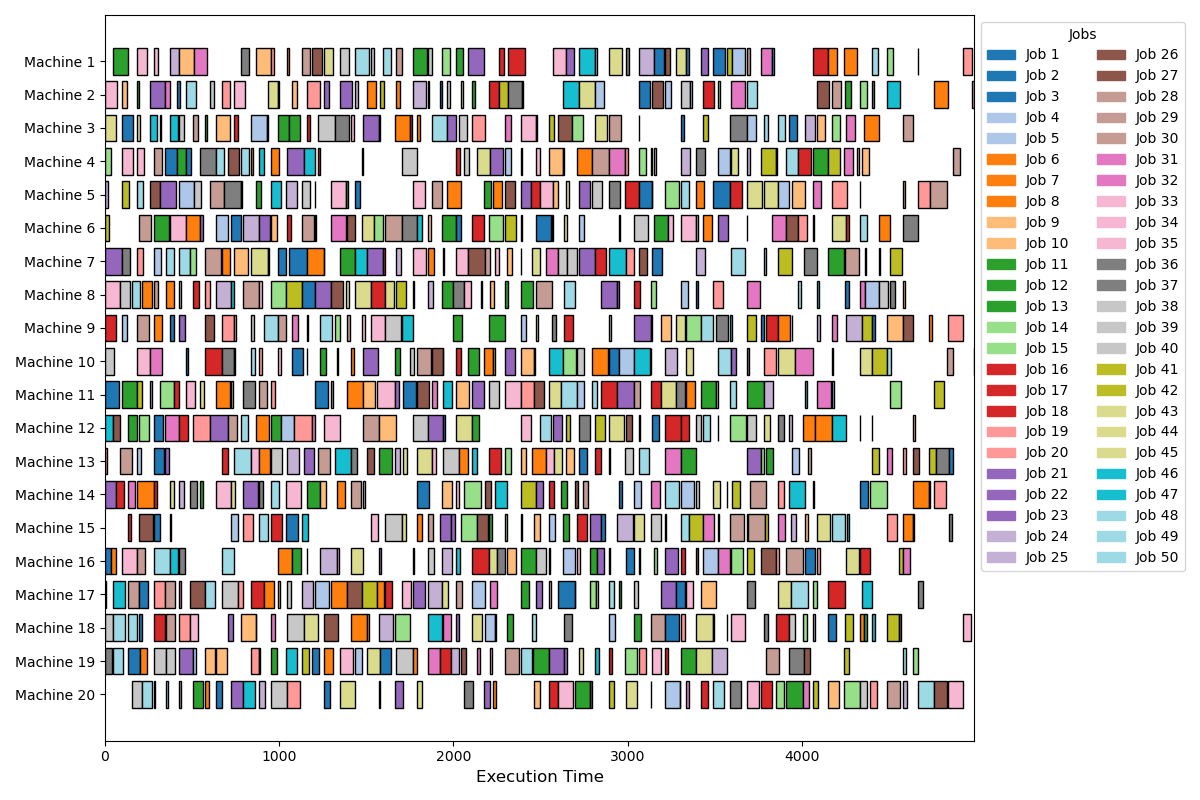 Machine 1
Machine 2
Machine 3
Machine 4
Machine 5
Machine 6
Machine 7
Machine 8
Machine 9
Machine 10
Machine 11
Machine 12
Machine 13
Machine 14
Machine 15
Machine 16
Machine 17
Machine 18
Machine 19
Machine 20
0 1000 2000 3000 4000
Execution Time
Jobs
Job 1
Job 2
Job 3
Job 4
Job 5
Job 6
Job 7
Job 8
Job 9
Job 10
Job 11
Job 12
Job 13
Job 14
Job 15
Job 16
Job 17
Job 18
Job 19
Job 20
Job 21
Job 22
Job 23
Job 24
Job 25
Job 26
Job 27
Job 28
Job 29
Job 30
Job 31
Job 32
Job 33
Job 34
Job 35
Job 36
Job 37
Job 38
Job 39
Job 40
Job 41
Job 42
Job 43
Job 44
Job 45
Job 46
Job 47
Job 48
Job 49
Job 50